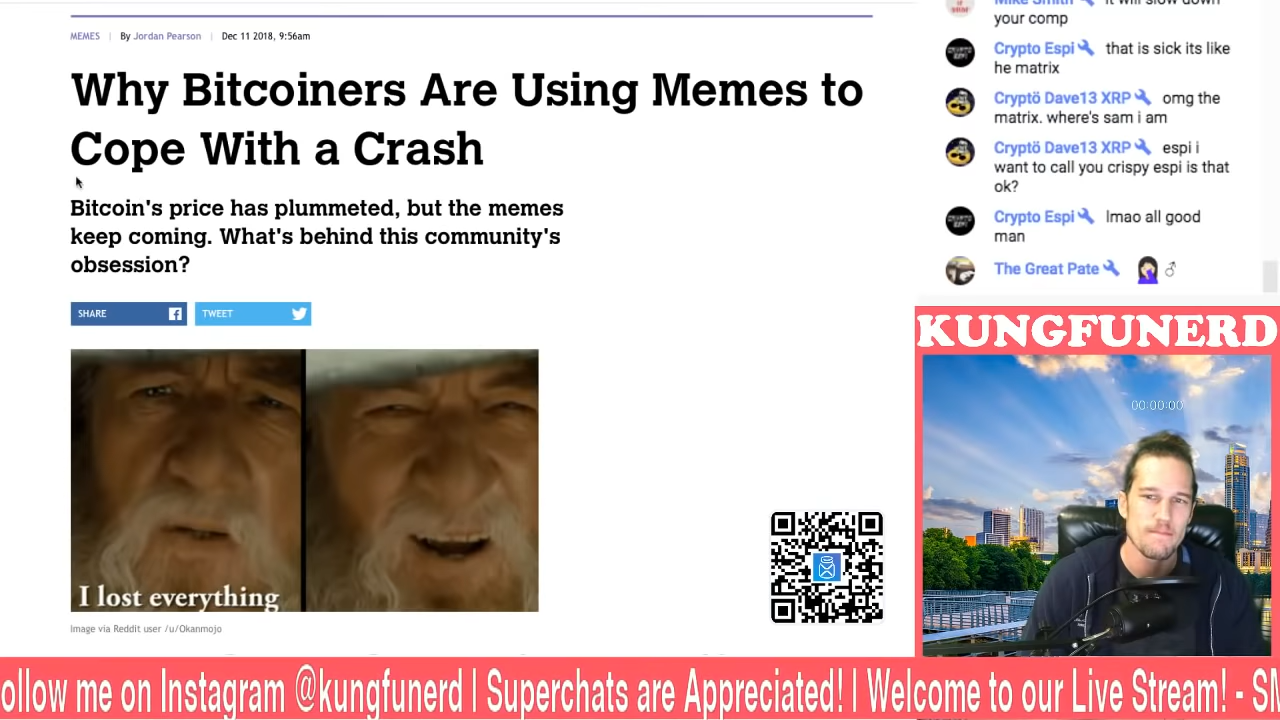 MEMES | By Jordan Pearson | Dec 11 2018, 9:56am
Why Bitcoiners Are Using Memes to
Cope With a Crash
Bitcoin's price has plummeted, but the memes
keep coming. What's behind this community's
obsession?
SHARE
TWEET
I lost everything
Image via Reddit user /u/Okanmojo
Mike Smith it will slow down
your comp
Crypto Espi that is sick its like
he matrix
Cryptö Dave13 XRP omg the
matrix. where's sam i am
Cryptö Dave13 XRP espi i
want to call you crispy espi is that
ok?
Crypto Espi lmao all good
man
The Great Pate
KUNGFUNERD
00:00:00
ollow me on Instagram @kungfunerd | Superchats are Appreciated! | Welcome to our Live Stream! - SM